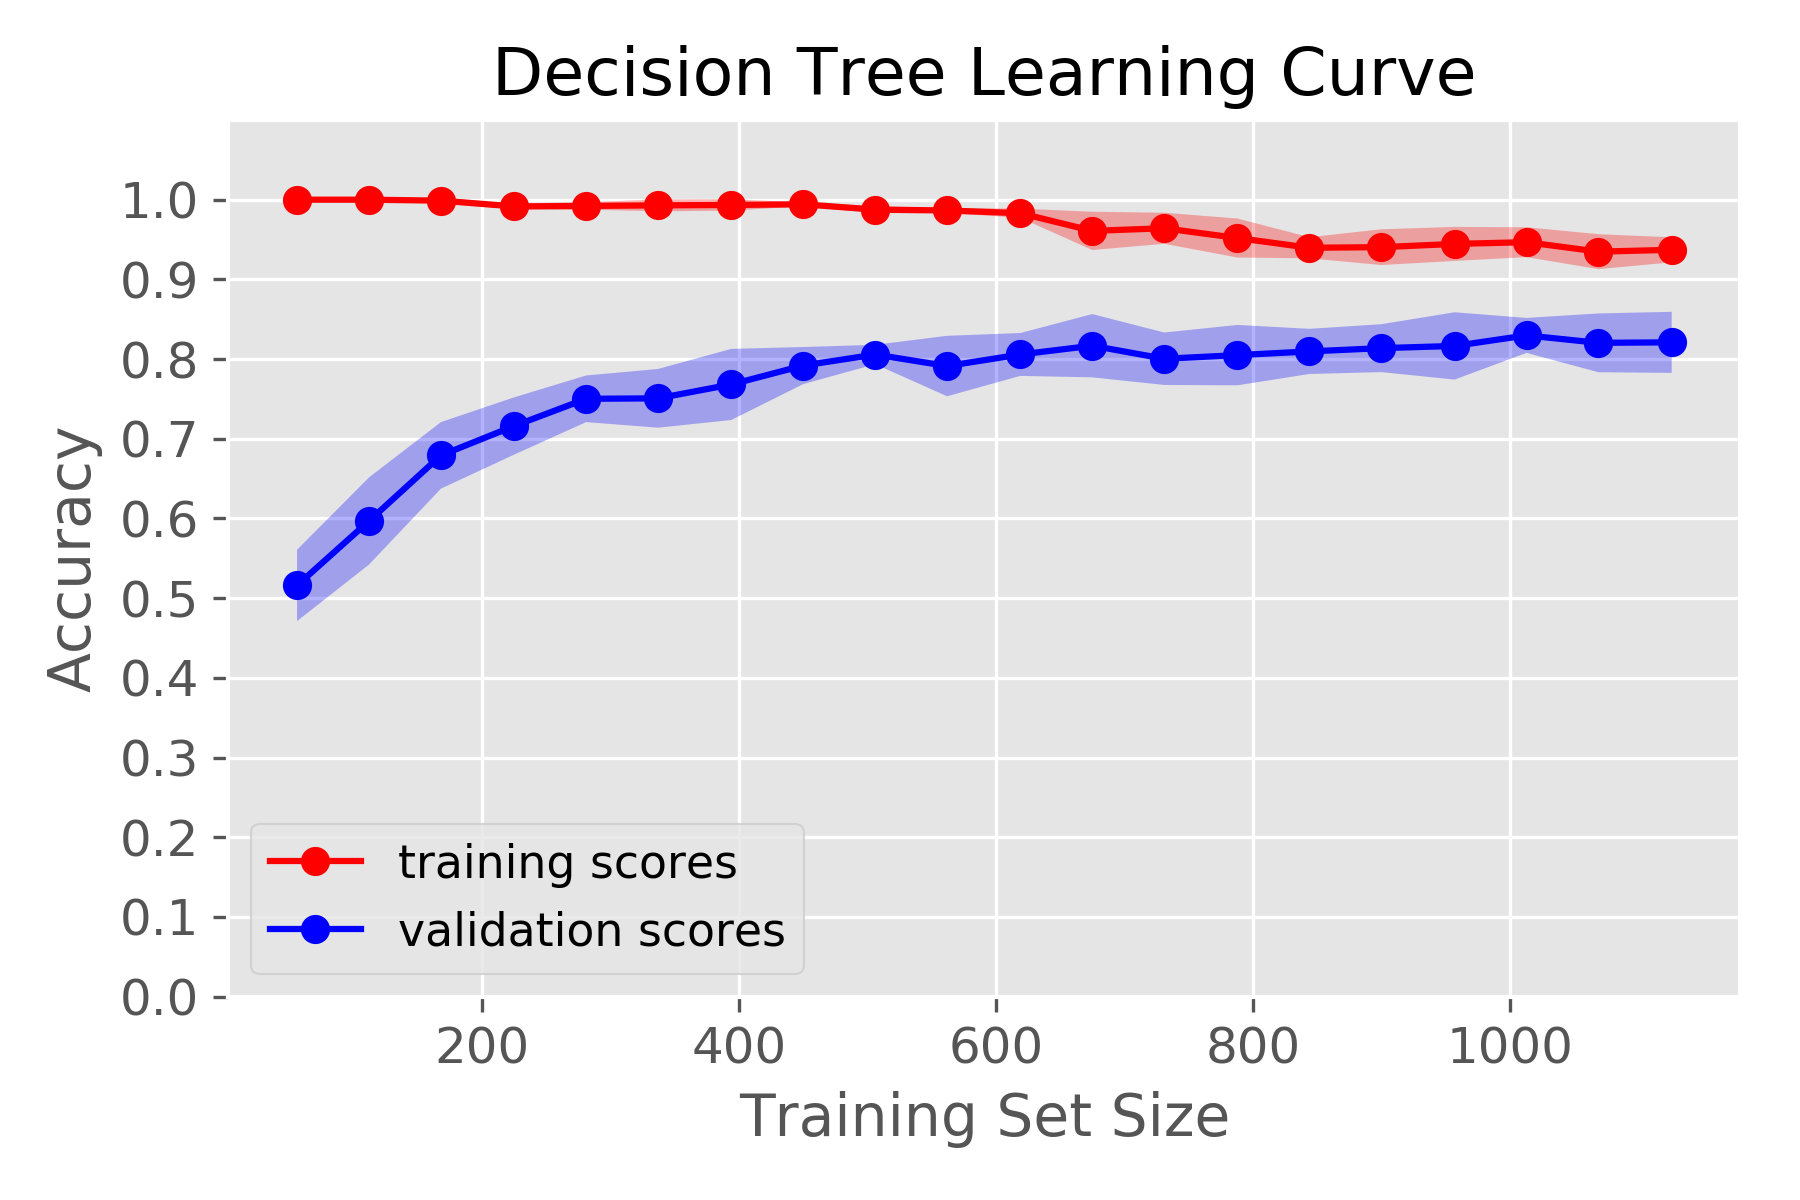 Decision Tree Learning Curve
1.0
0.9
0.8
0.7
0.6
0.5
0.4
0.3
0.2
0.1
0.0
Accuracy
training scores
validation scores
200 400 600 800 1000
Training Set Size